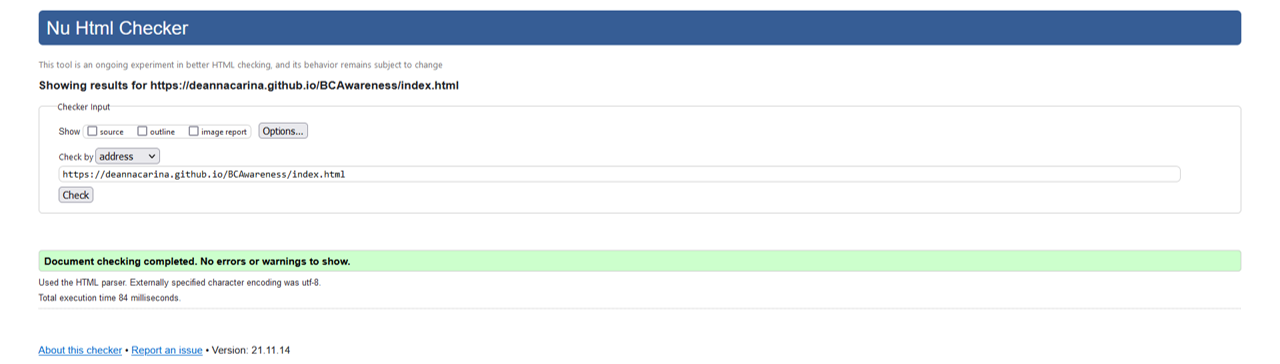 Nu Html Checker
This tool is an ongoing experiment in better HTML checking, and its behavior remains subject to change
Showing results for https://deannacarina.github.io/BCAwareness/index.html
Checker Input
Show source outline image report Options...
Check by address
https://deannacarina.github.io/BCAwareness/index.html
Check
Document checking completed. No errors or warnings to show.
Used the HTML parser. Externally specified character encoding was utf-8.
Total execution time 84 milliseconds.
About this checker • Report an issue • Version: 21.11.14